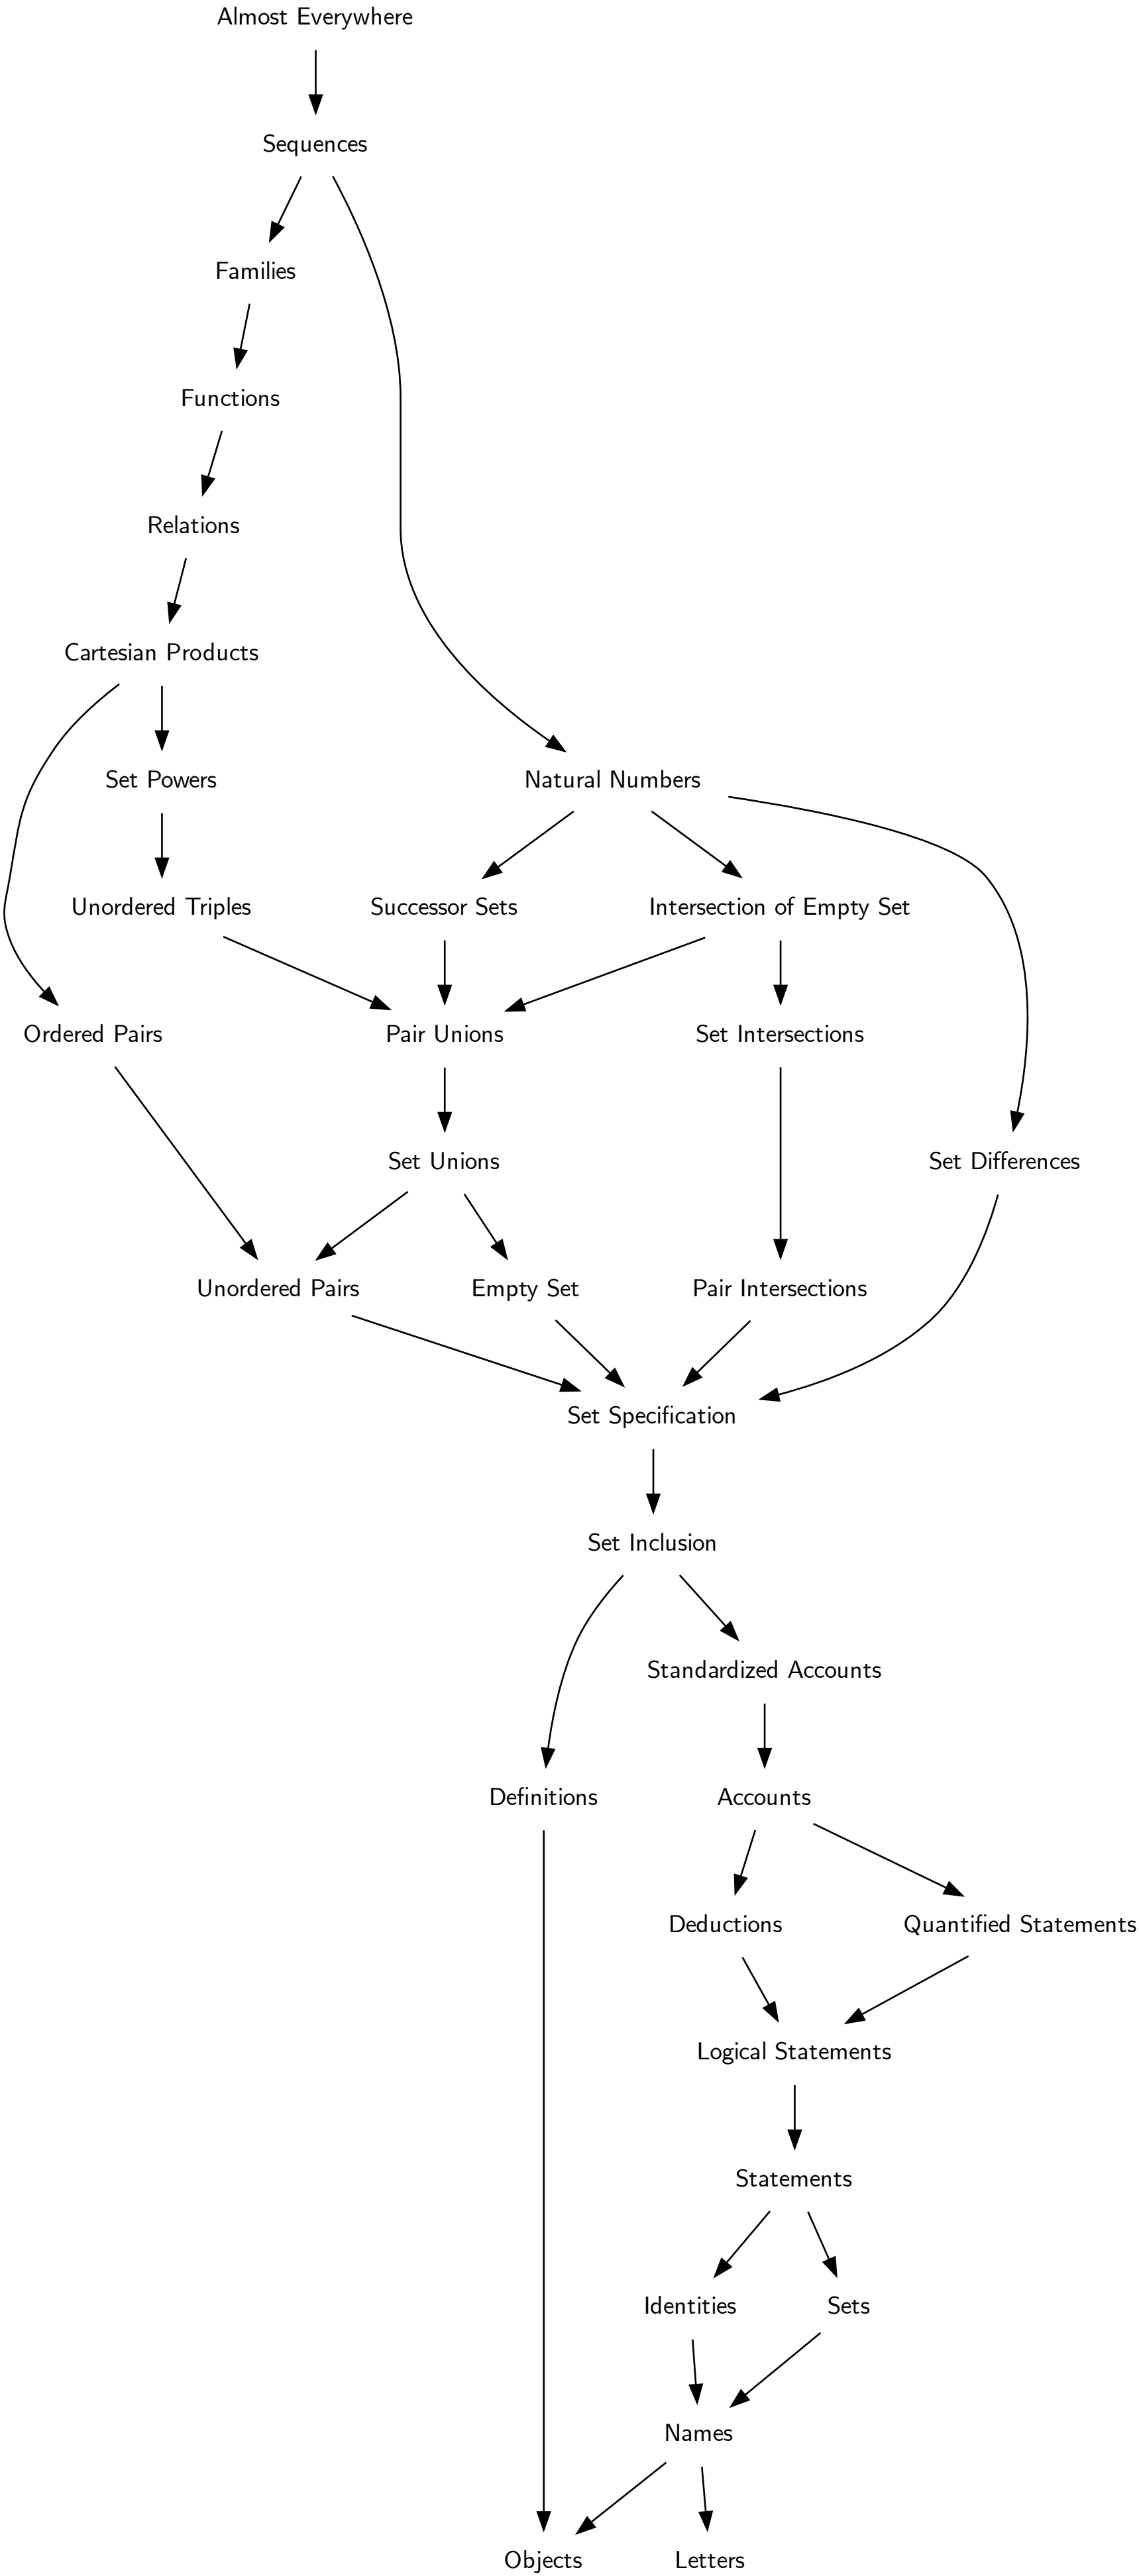 Almost Everywhere
Sequences
Families
Functions
Relations
Cartesian Products
Set Powers
Natural Numbers
Unordered Triples
Successor Sets
Intersection of Empty Set
Ordered Pairs
Pair Unions
Set Intersections
Set Unions
Set Differences
Unordered Pairs
Empty Set
Pair Intersections
Set Specification
Set Inclusion
Standardized Accounts
Definitions
Accounts
Deductions
Quantified Statements
Logical Statements
Statements
Identities
Sets
Names
Objects
Letters